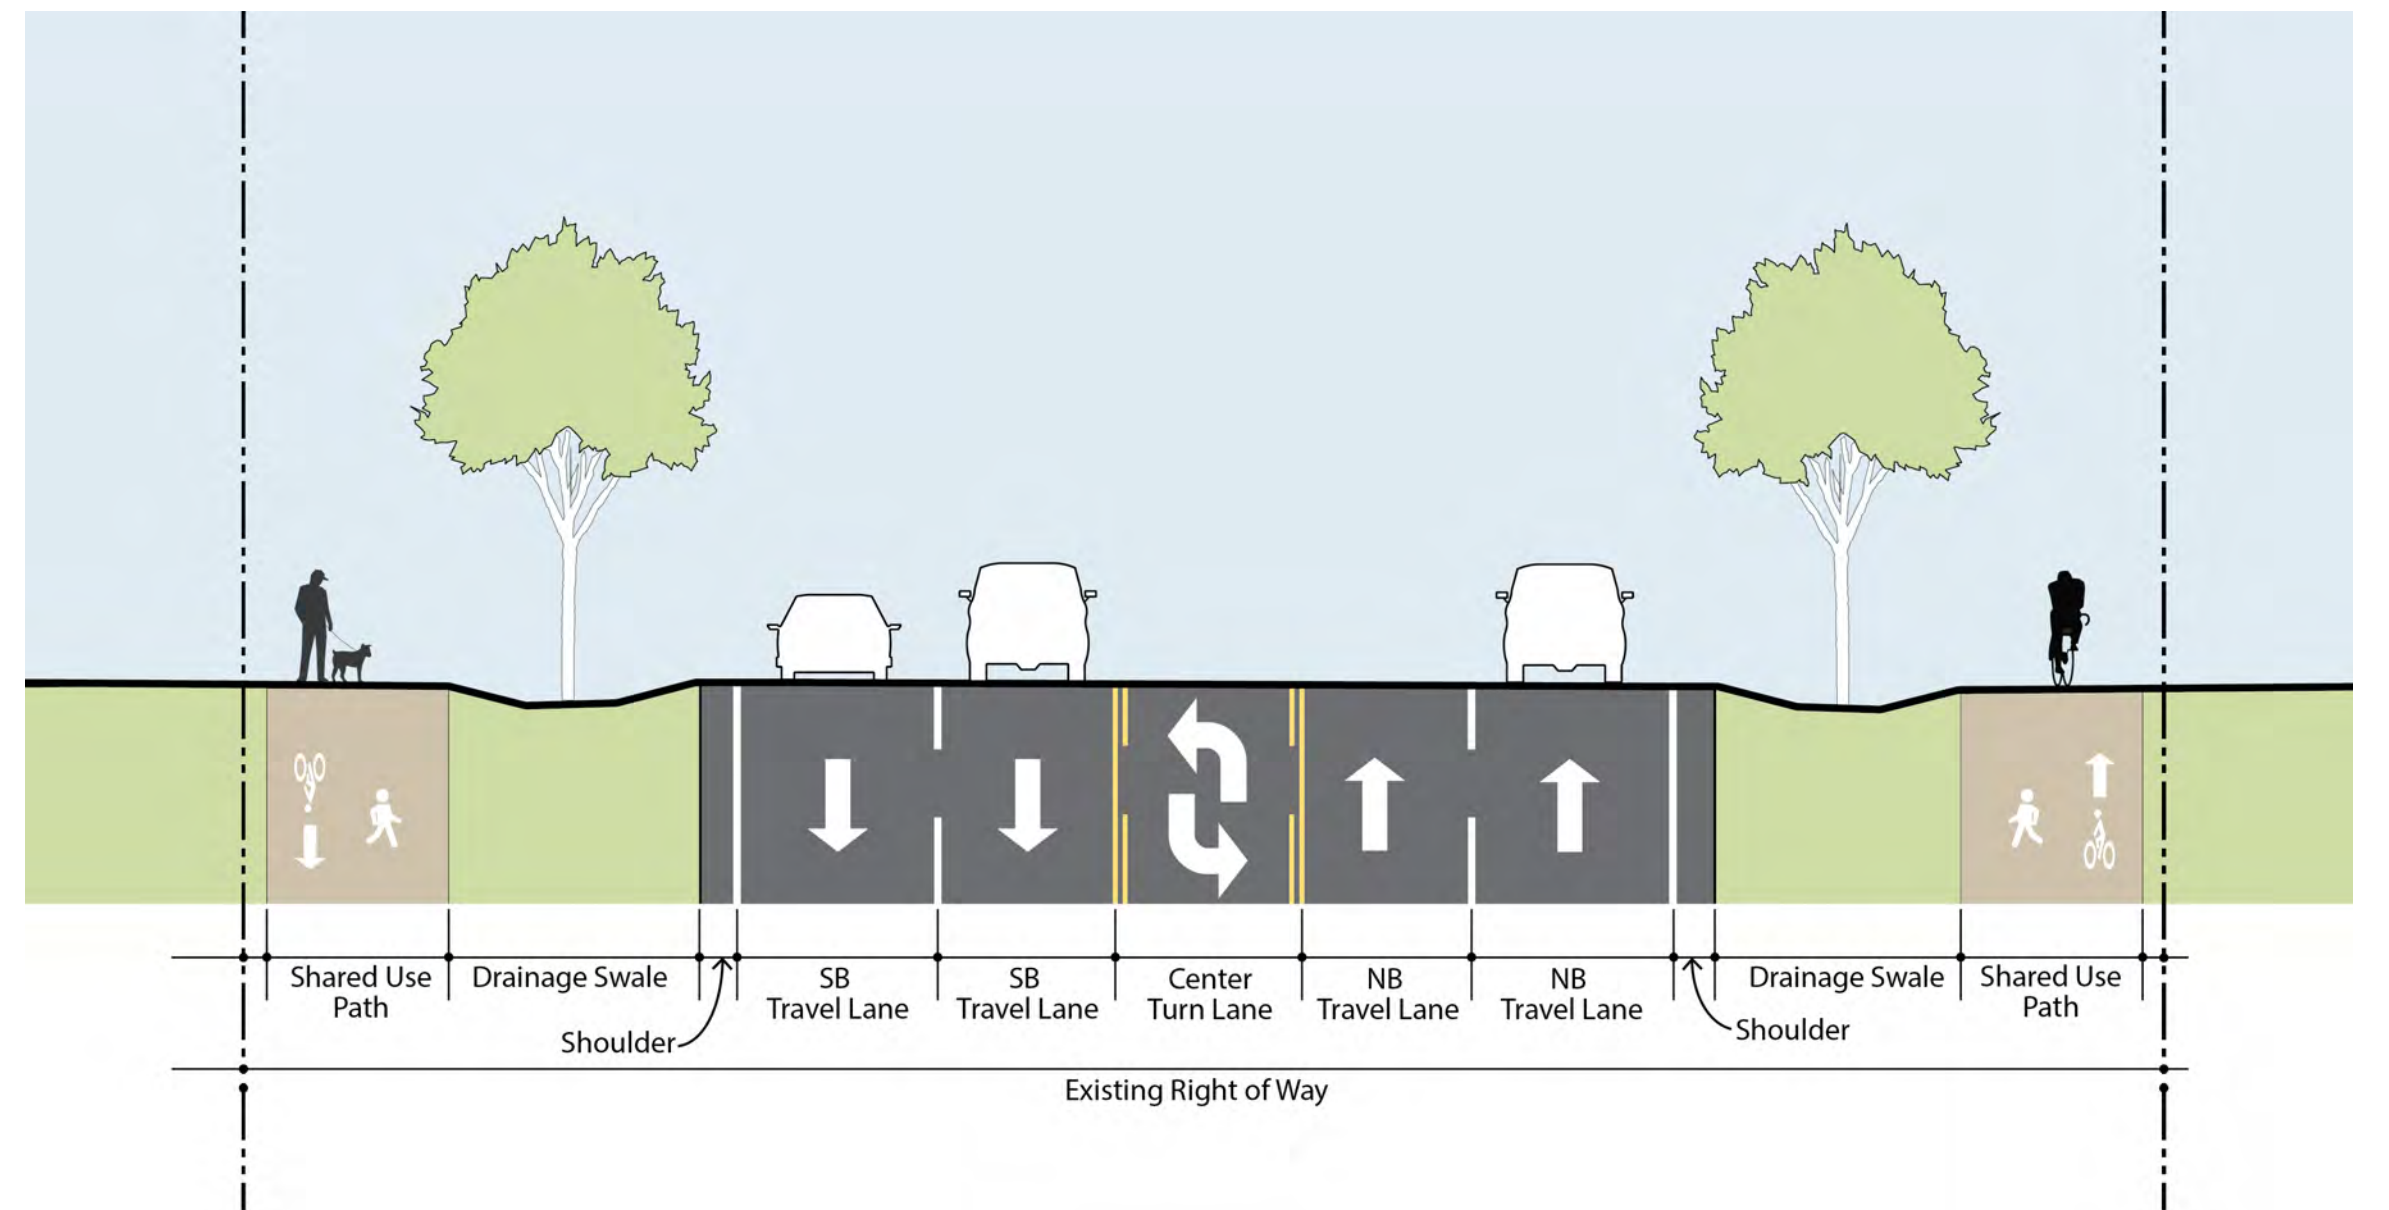 Shared Use
Path
Drainage Swale
Shoulder
SB
Travel Lane
SB
Travel Lane
Center
Turn Lane
NB
Travel Lane
NB
Travel Lane
Shoulder
Drainage Swale
Shared Use
Path
Existing Right of Way